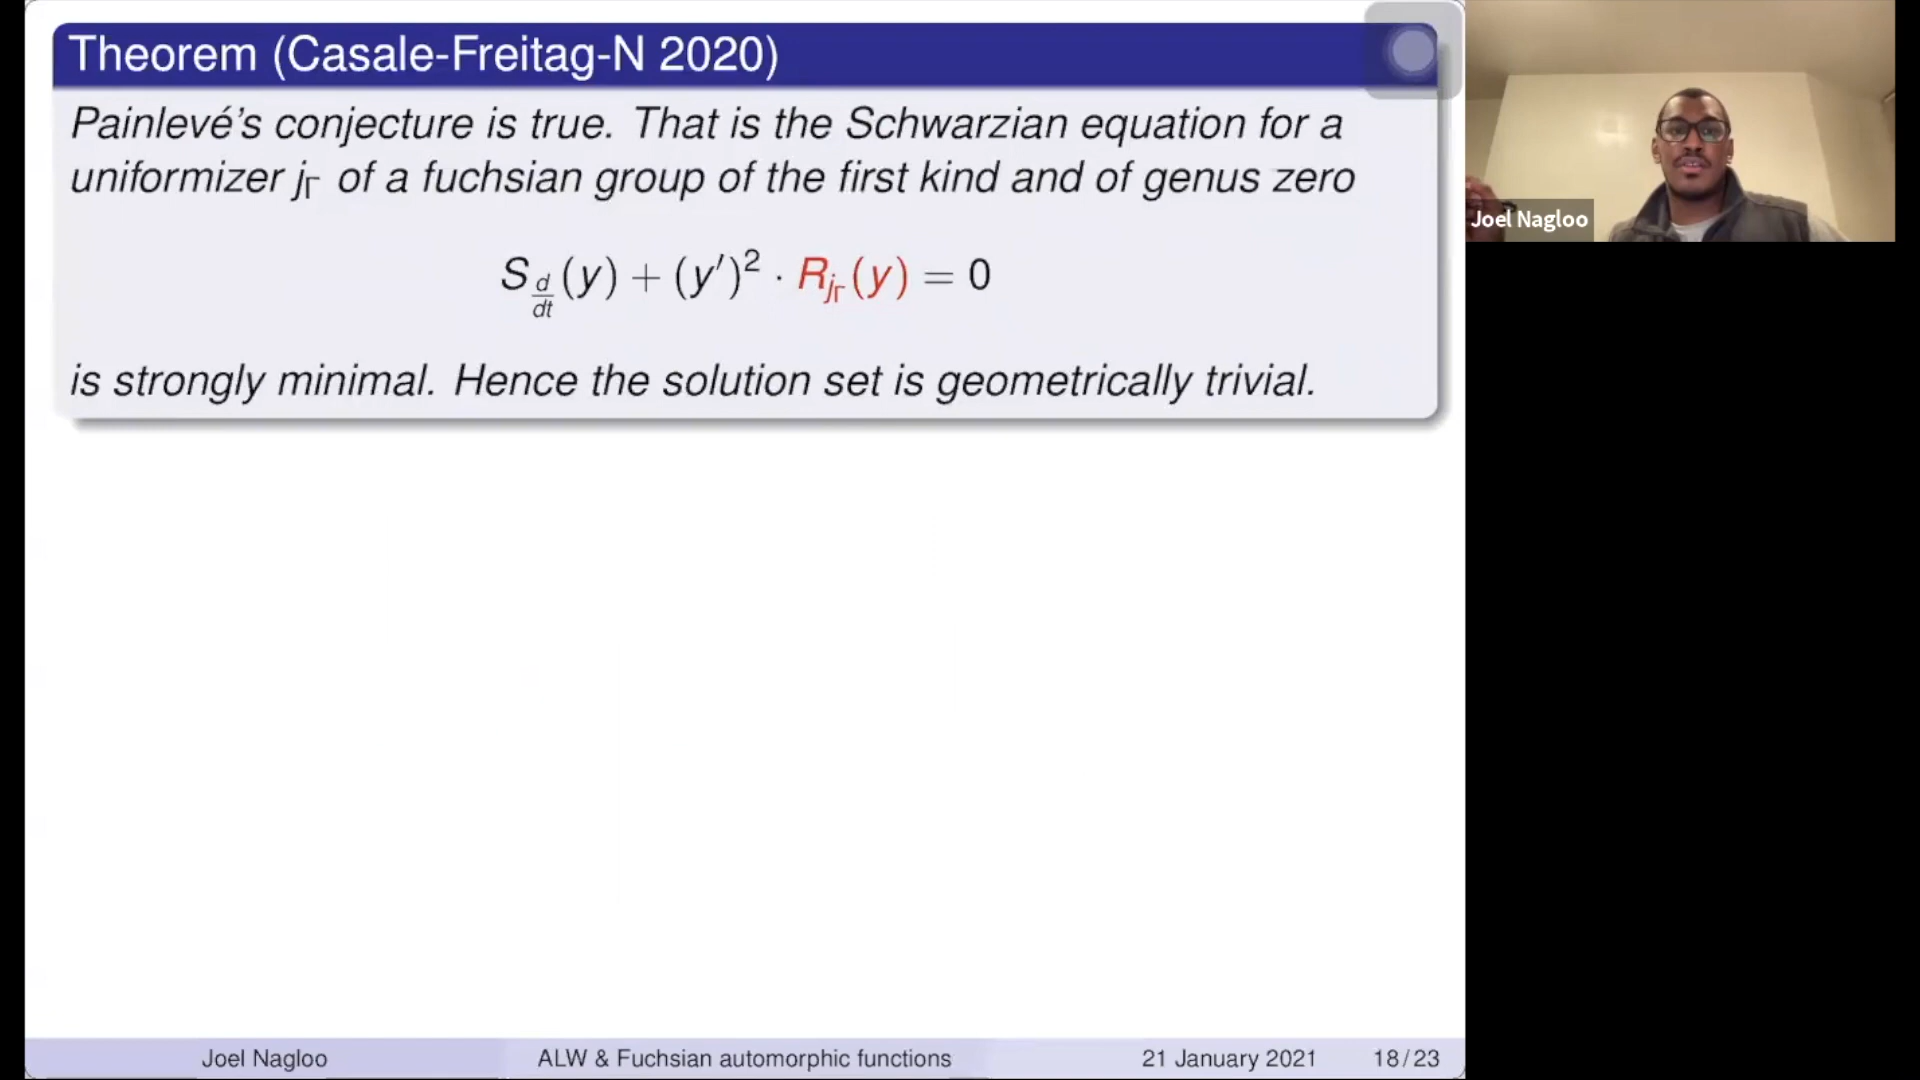 Theorem (Casale-Freitag-N 2020)
Painlevé's conjecture is true. That is the Schwarzian equation for a
uniformizer j_Γ of a fuchsian group of the first kind and of genus zero
S_{d/dt}(y) + (y′)² · R_{j_Γ}(y) = 0
is strongly minimal. Hence the solution set is geometrically trivial.
Joel Nagloo
Joel Nagloo ALW & Fuchsian automorphic functions 21 January 2021 18/23